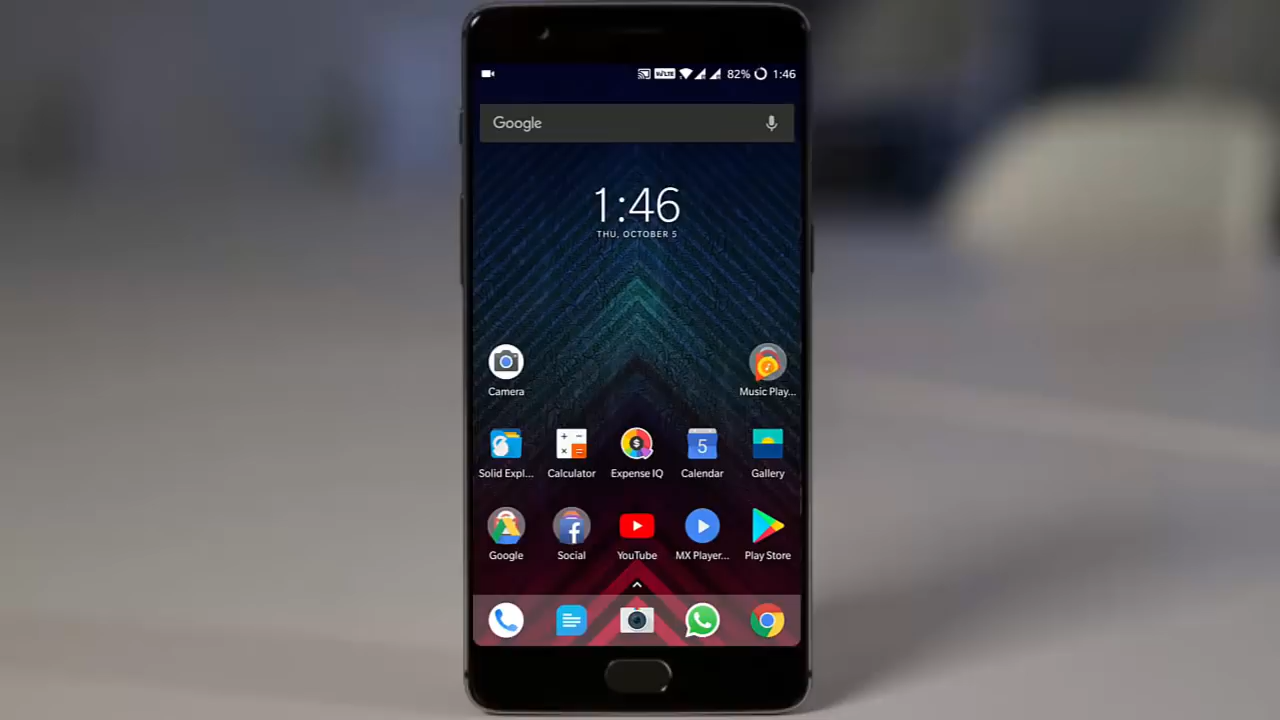 VoLTE 82% 1:46
Google
1:46
THU, OCTOBER 5
Camera Music Play...
Solid Expl... Calculator Expense IQ Calendar Gallery
5
Google Social YouTube MX Player... Play Store